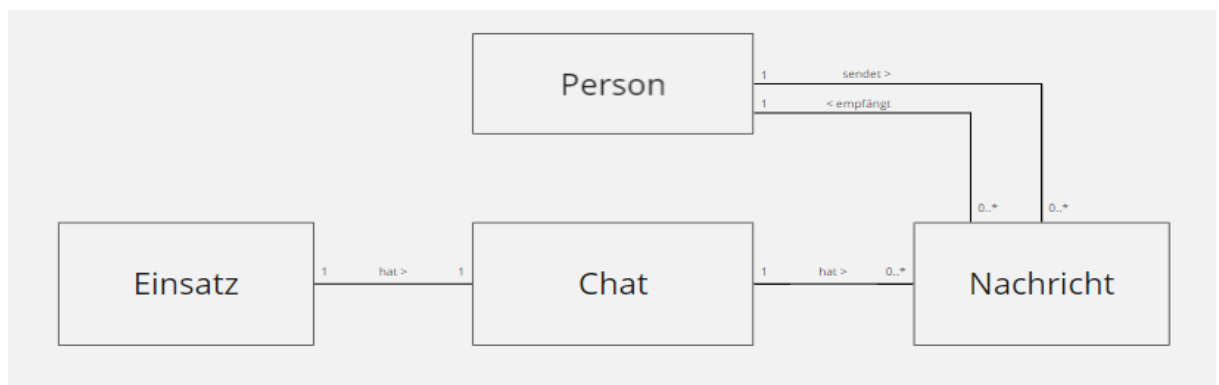 Person
1 sendet >
1 < empfängt
0..* 0..*
Einsatz
1 hat > 1
Chat
1 hat > 0..*
Nachricht